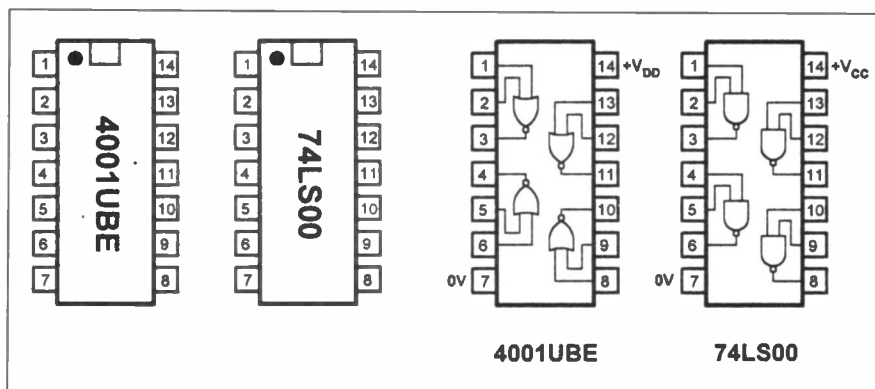 1 14 1 14 1 14 +VDD 1 14 +VCC
2 13 2 13 2 13 2 13
3 12 3 12 3 12 3 12
4 11 4 11 4 11 4 11
5 10 5 10 5 10 5 10
6 9 6 9 6 9 6 9
7 8 7 8 0V 7 8 0V 7 8
4001UBE
74LS00
4001UBE 74LS00